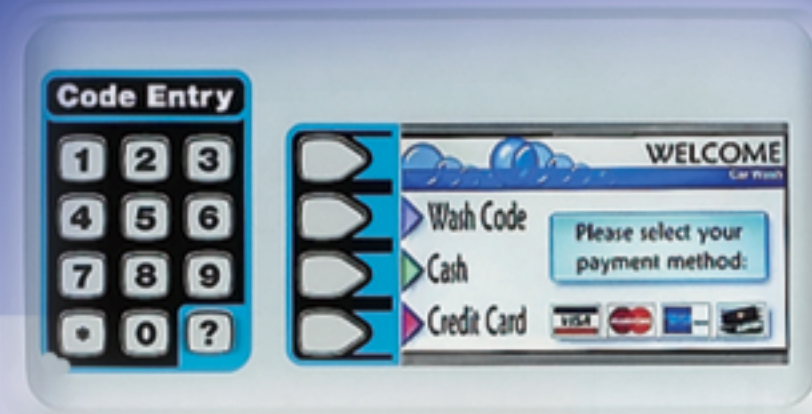 Code Entry
1 2 3
4 5 6
7 8 9
* 0 ?
WELCOME
Car Wash
Wash Code
Cash
Credit Card
Please select your
payment method:
VISA